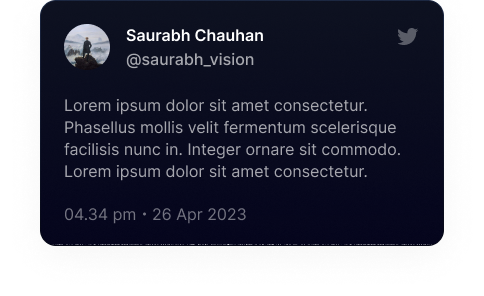 Saurabh Chauhan
@saurabh_vision
Lorem ipsum dolor sit amet consectetur.
Phasellus mollis velit fermentum scelerisque
facilisis nunc in. Integer ornare sit commodo.
Lorem ipsum dolor sit amet consectetur.
04.34 pm · 26 Apr 2023